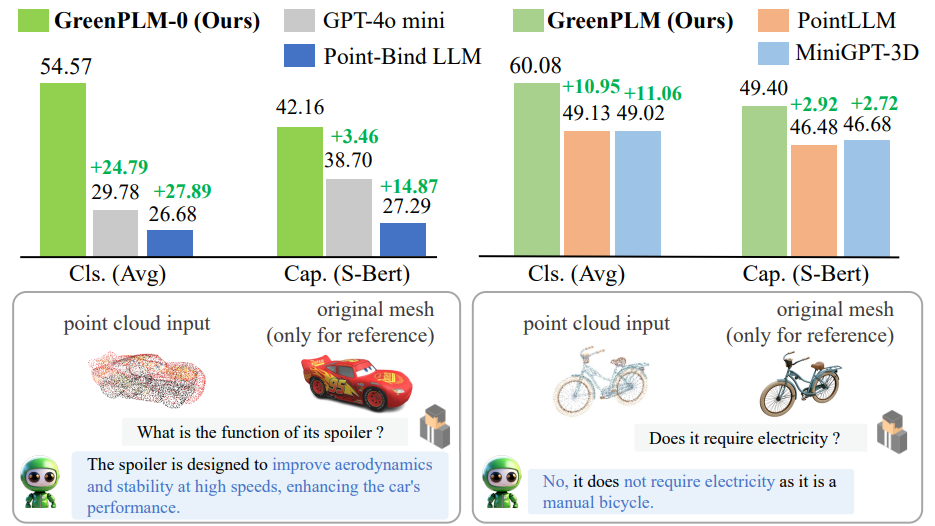 GreenPLM-0 (Ours)
GPT-4o mini
Point-Bind LLM
54.57
+24.79
29.78
+27.89
26.68
42.16
+3.46
38.70
+14.87
27.29
Cls. (Avg)
Cap. (S-Bert)
GreenPLM (Ours)
PointLLM
MiniGPT-3D
60.08
+10.95
49.13
+11.06
49.02
49.40
+2.92
46.48
+2.72
46.68
Cls. (Avg)
Cap. (S-Bert)
point cloud input
original mesh
(only for reference)
95
What is the function of its spoiler ?
The spoiler is designed to improve aerodynamics
and stability at high speeds, enhancing the car's
performance.
point cloud input
original mesh
(only for reference)
Does it require electricity ?
No, it does not require electricity as it is a
manual bicycle.